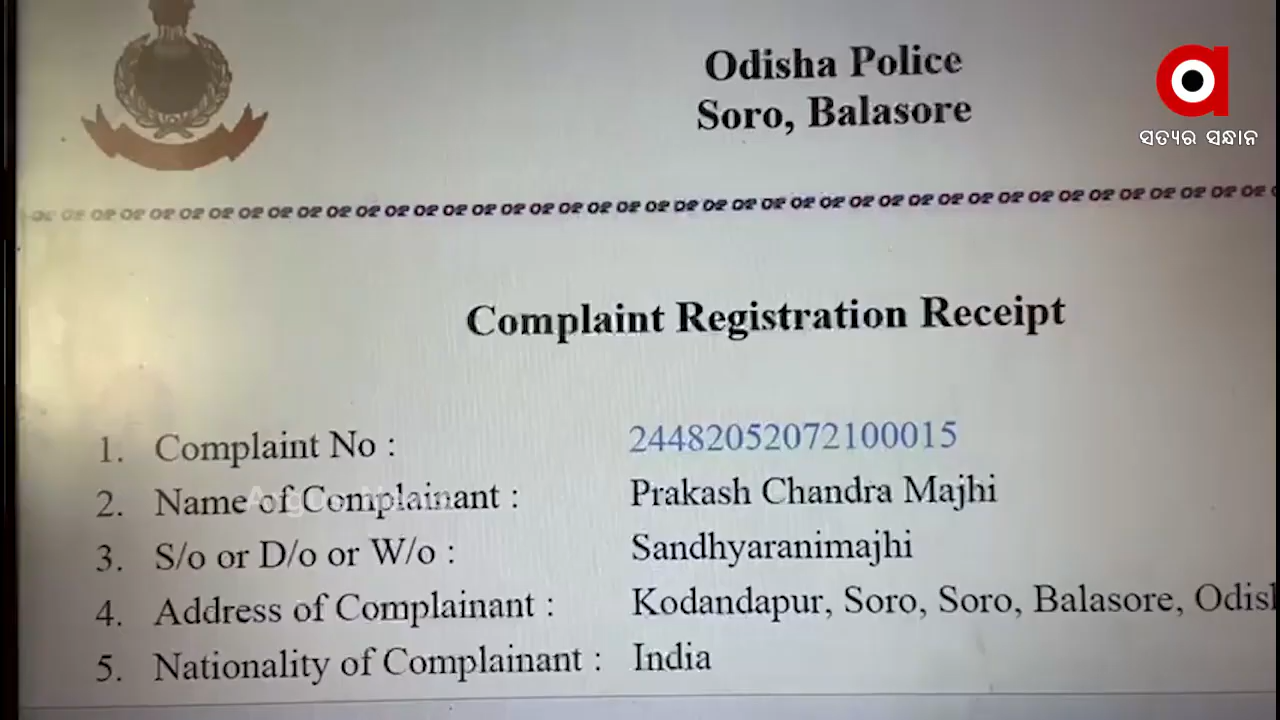 Odisha Police
Soro, Balasore
ସତ୍ୟର ସନ୍ଧାନ
Complaint Registration Receipt
1. Complaint No : 24482052072100015
2. Name of Complainant : Prakash Chandra Majhi
3. S/o or D/o or W/o : Sandhyaranimajhi
4. Address of Complainant : Kodandapur, Soro, Soro, Balasore,
5. Nationality of Complainant : India